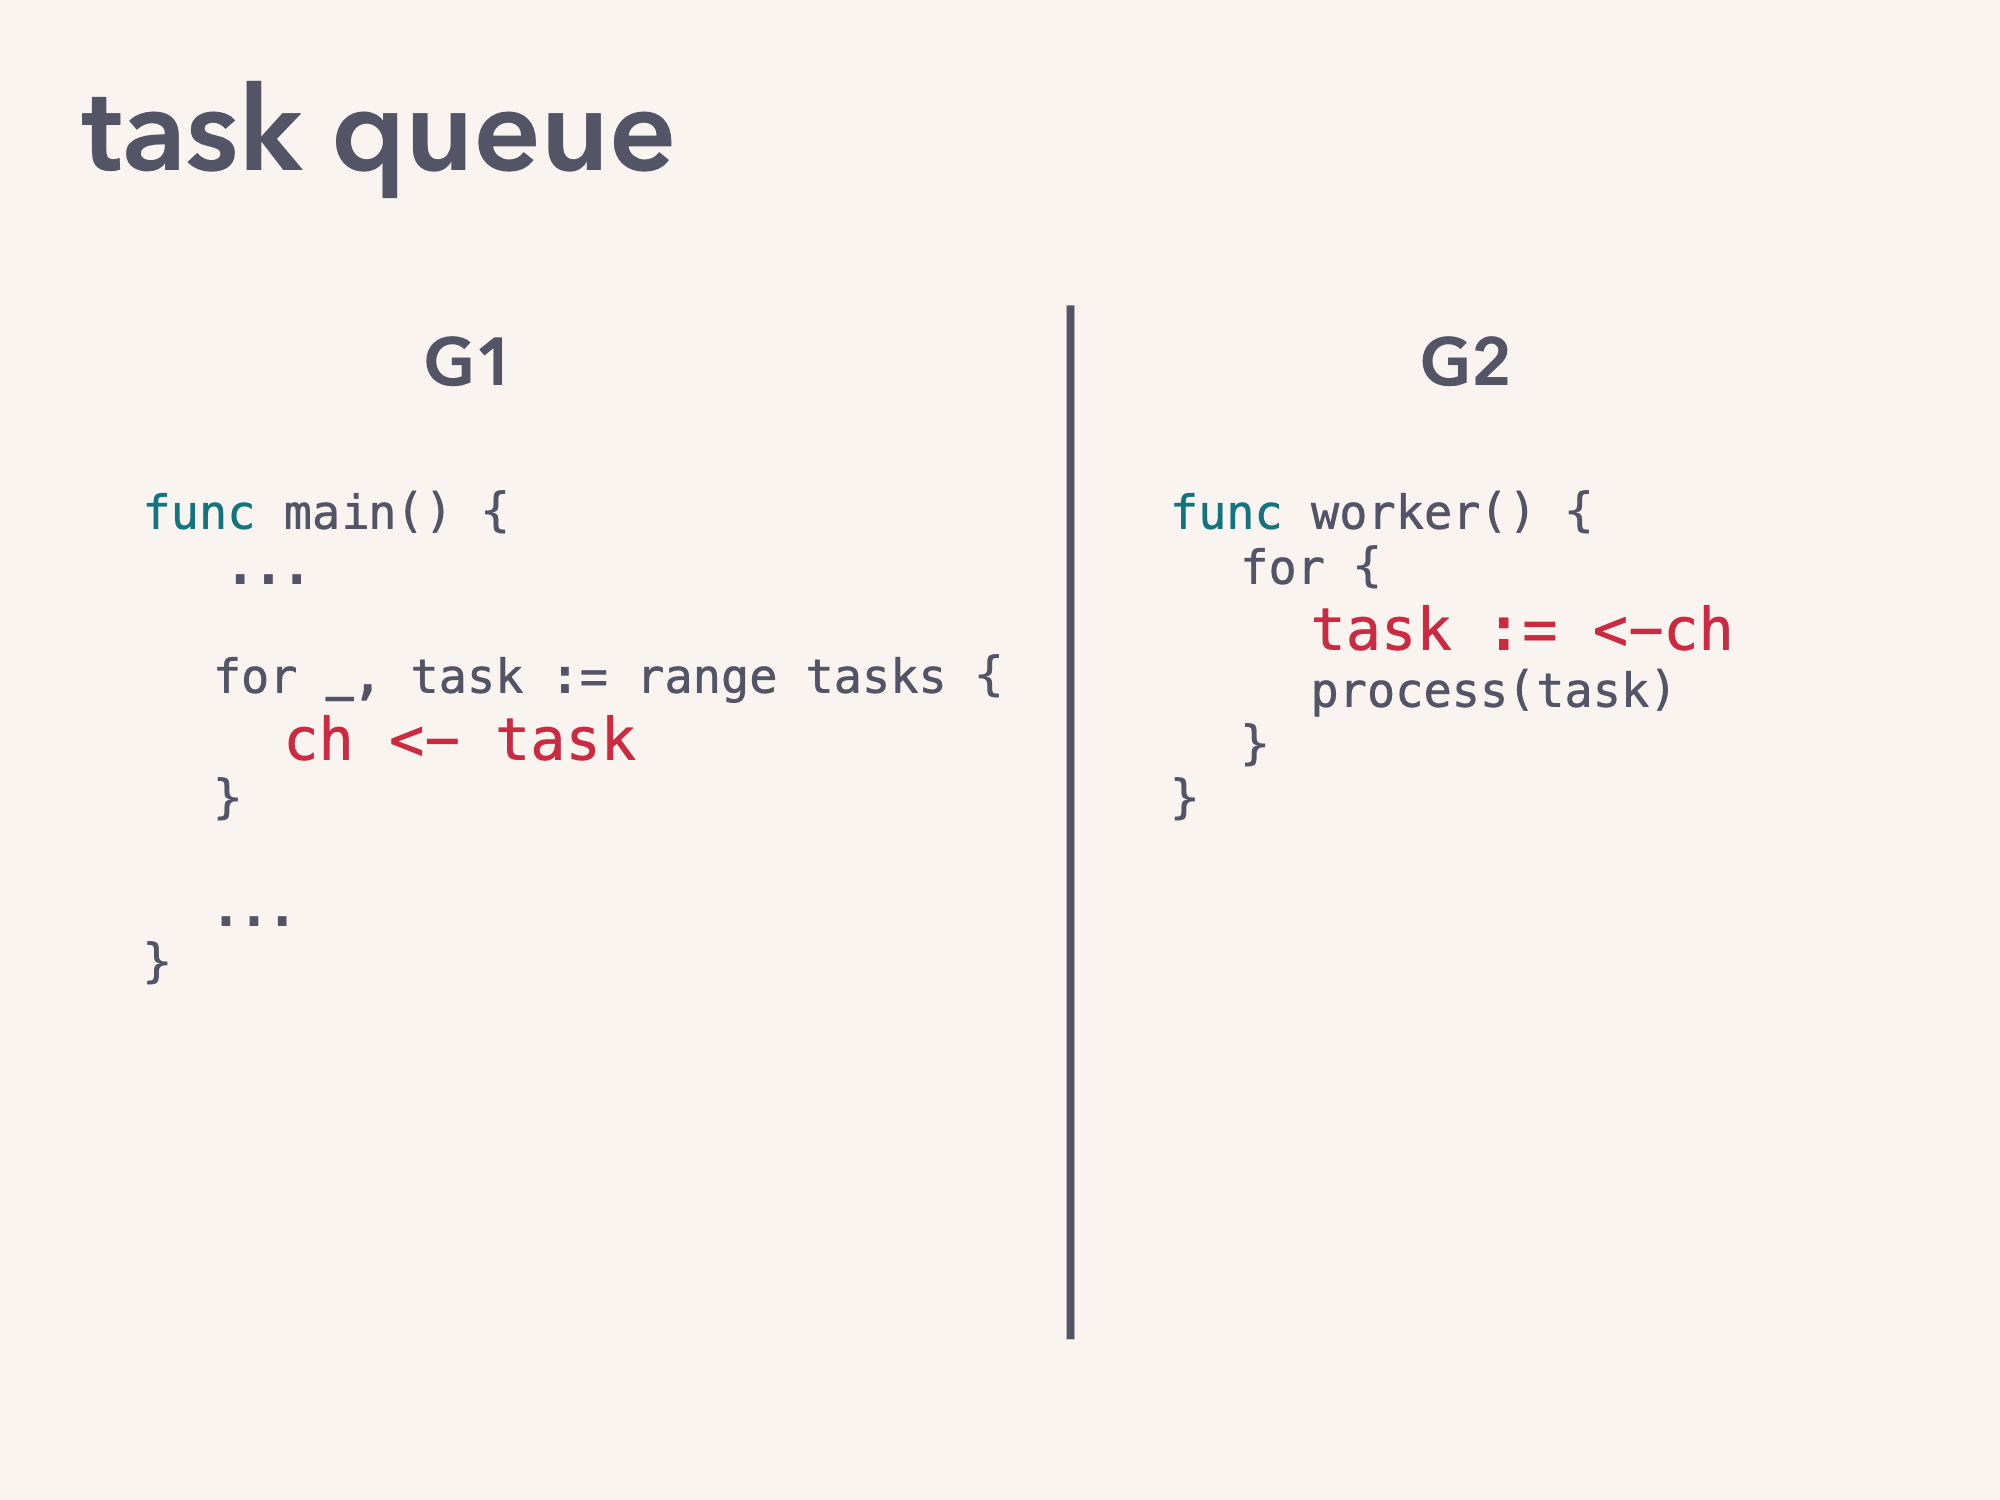 task queue
G1
func main() {
...
for _, task := range tasks {
ch <- task
}
...
}
G2
func worker() {
for {
task := <-ch
process(task)
}
}